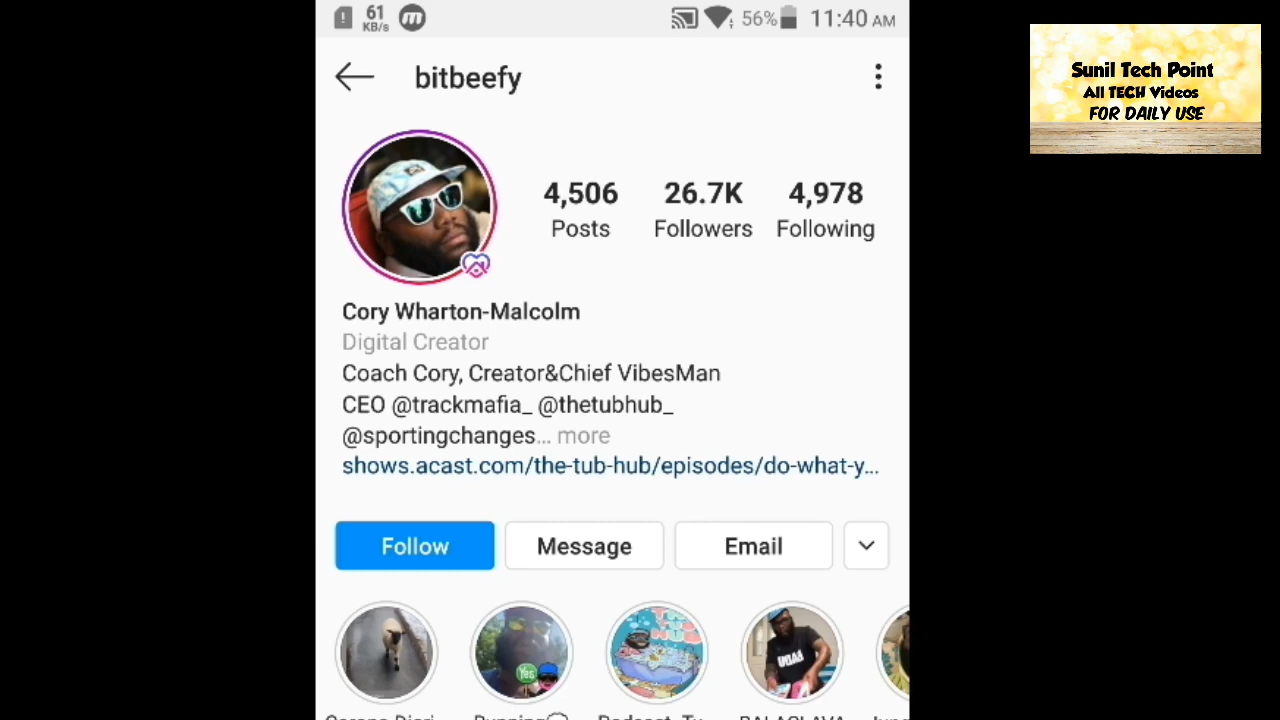 61
KB/s
56%
11:40 AM
bitbeefy
Sunil Tech Point
All TECH Videos
FOR DAILY USE
4,506
26.7K
4,978
Posts
Followers
Following
Cory Wharton-Malcolm
Digital Creator
Coach Cory, Creator&Chief VibesMan
CEO @trackmafia_ @thetubhub_
@sportingchanges... more
shows.acast.com/the-tub-hub/episodes/do-what-y...
Follow
Message
Email
Yes